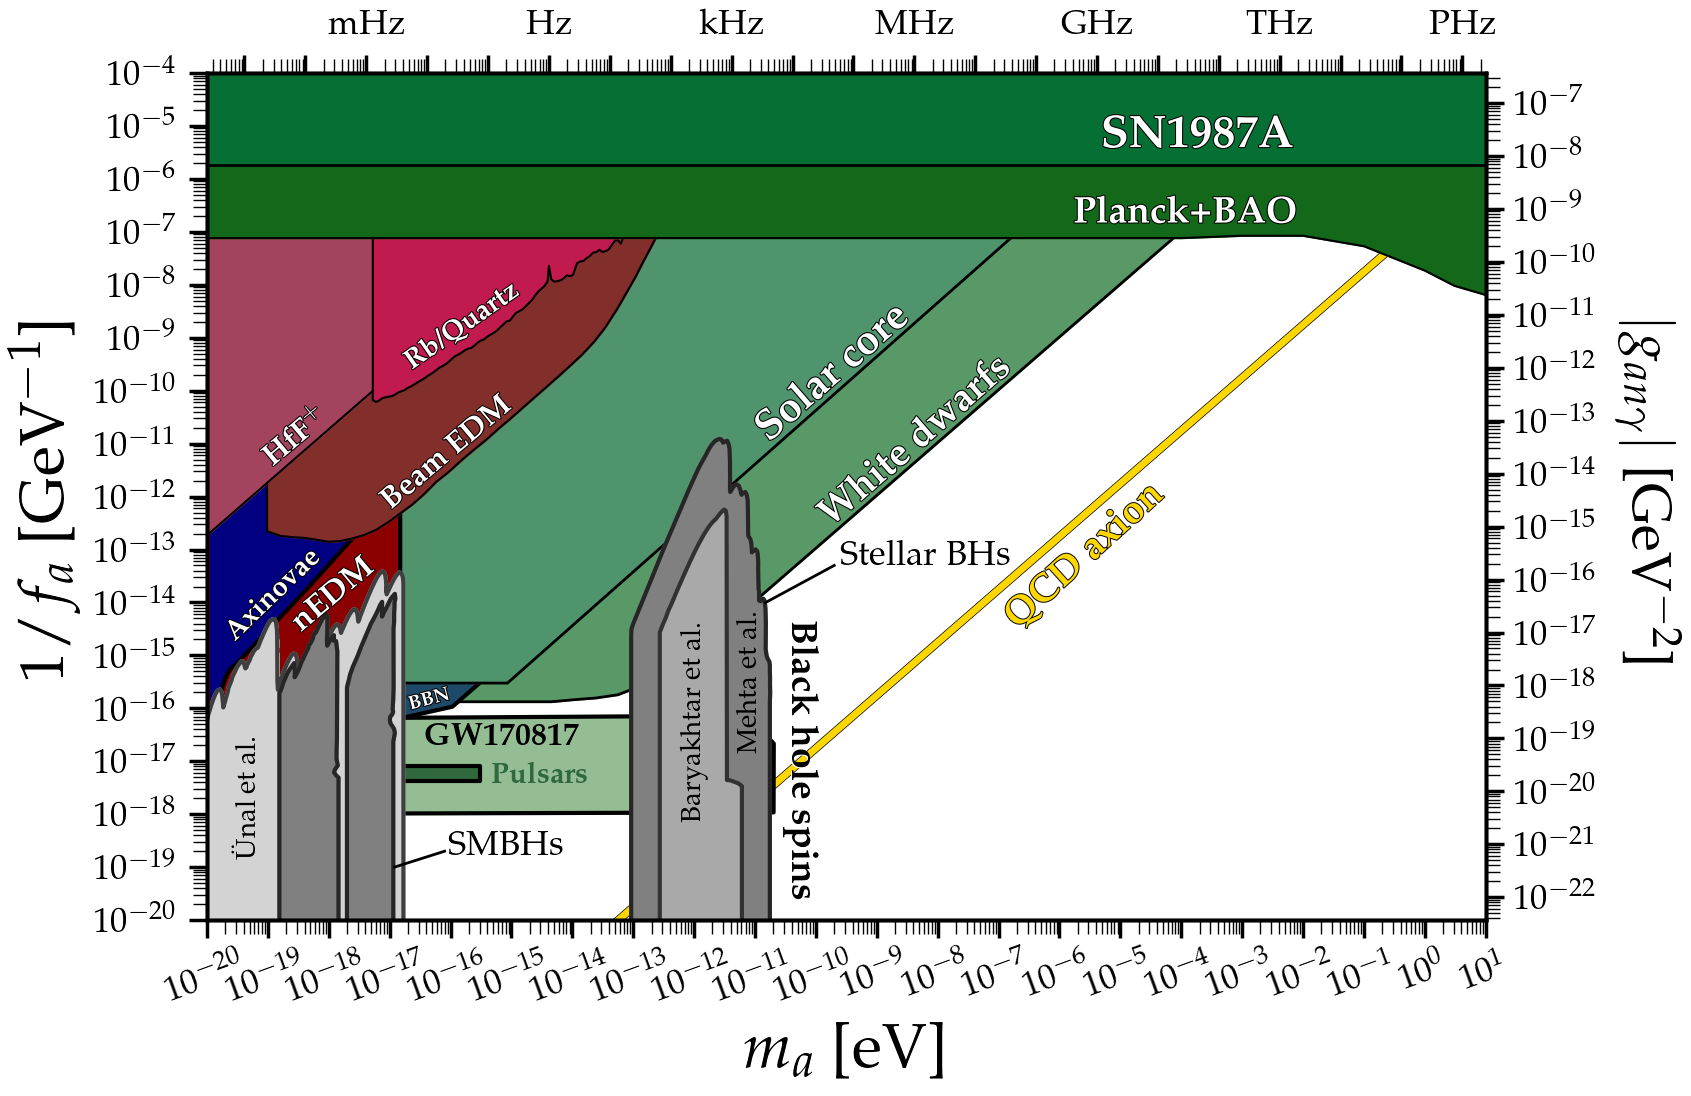 mHz Hz kHz MHz GHz THz PHz
10⁻⁴
10⁻⁵
10⁻⁶
10⁻⁷
10⁻⁸
10⁻⁹
10⁻¹⁰
10⁻¹¹
10⁻¹²
10⁻¹³
10⁻¹⁴
10⁻¹⁵
10⁻¹⁶
10⁻¹⁷
10⁻¹⁸
10⁻¹⁹
10⁻²⁰
1/fₐ [GeV⁻¹]
SN1987A
Planck+BAO
Rb/Quartz
HfF⁺
Beam EDM
Solar core
White dwarfs
QCD axion
Axinovae
nEDM
Stellar BHs
BBN
GW170817
Pulsars
SMBHs
Ünal et al.
Baryakhtar et al.
Mehta et al.
Black hole spins
10⁻⁷
10⁻⁸
10⁻⁹
10⁻¹⁰
10⁻¹¹
10⁻¹²
10⁻¹³
10⁻¹⁴
10⁻¹⁵
10⁻¹⁶
10⁻¹⁷
10⁻¹⁸
10⁻¹⁹
10⁻²⁰
10⁻²¹
10⁻²²
|gₐₙᵧ| [GeV⁻²]
10⁻²⁰ 10⁻¹⁹ 10⁻¹⁸ 10⁻¹⁷ 10⁻¹⁶ 10⁻¹⁵ 10⁻¹⁴ 10⁻¹³ 10⁻¹² 10⁻¹¹ 10⁻¹⁰ 10⁻⁹ 10⁻⁸ 10⁻⁷ 10⁻⁶ 10⁻⁵ 10⁻⁴ 10⁻³ 10⁻² 10⁻¹ 10⁰ 10¹
mₐ [eV]